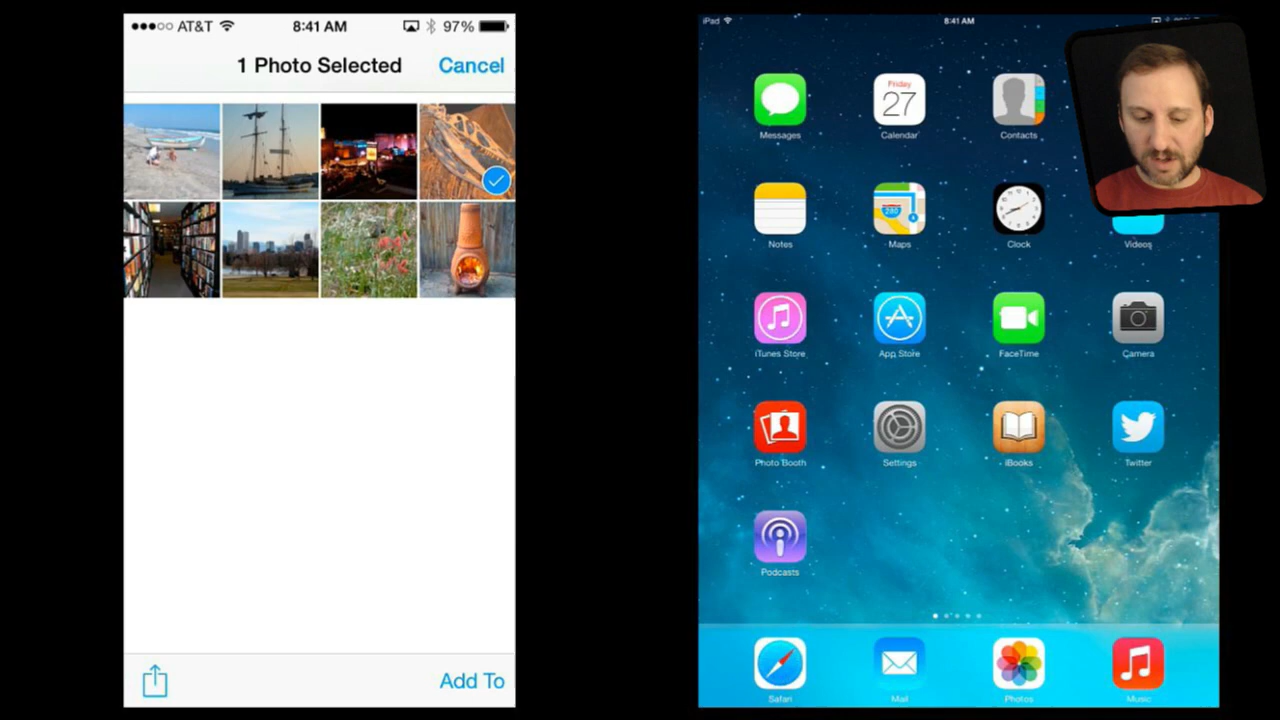 AT&T 8:41 AM 97%
1 Photo Selected Cancel
Add To
iPad 8:41 AM
Friday
27
280
Messages Calendar Contacts
Notes Maps Clock Videos
iTunes Store App Store FaceTime Camera
Photo Booth Settings iBooks Twitter
Podcasts
Safari Mail Photos Music